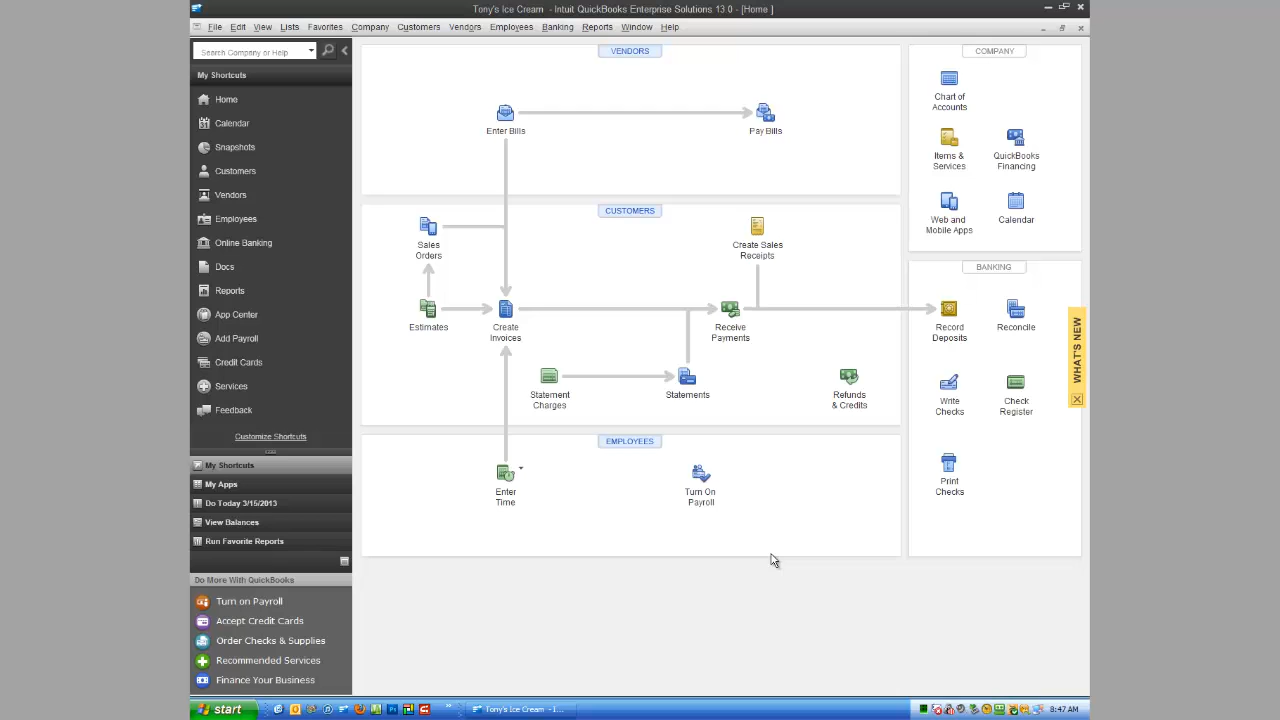 Tony's Ice Cream - Intuit QuickBooks Enterprise Solutions 13.0 - [Home ]
File Edit View Lists Favorites Company Customers Vendors Employees Banking Reports Window Help
Search Company or Help
My Shortcuts
Home
Calendar
Snapshots
Customers
Vendors
Employees
Online Banking
Docs
Reports
App Center
Add Payroll
Credit Cards
Services
Feedback
Customize Shortcuts
My Shortcuts
My Apps
Do Today 3/15/2013
View Balances
Run Favorite Reports
Do More With QuickBooks
Turn on Payroll
Accept Credit Cards
Order Checks & Supplies
Recommended Services
Finance Your Business
VENDORS
Enter Bills
Pay Bills
CUSTOMERS
Sales
Orders
Create Sales
Receipts
Estimates
Create
Invoices
Receive
Payments
Statement
Charges
Statements
Refunds
& Credits
EMPLOYEES
Enter
Time
Turn On
Payroll
COMPANY
Chart of
Accounts
Items &
Services
QuickBooks
Financing
Web and
Mobile Apps
Calendar
BANKING
Record
Deposits
Reconcile
Write
Checks
Check
Register
Print
Checks
WHAT'S NEW
start
Tony's Ice Cream - I...
8:47 AM